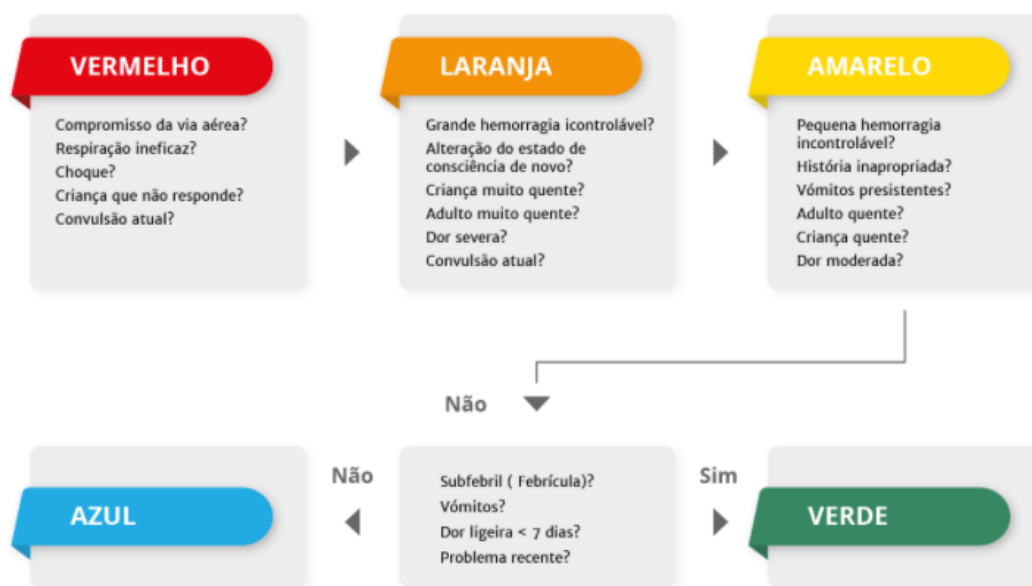 VERMELHO
Compromisso da via aérea?
Respiração ineficaz?
Choque?
Criança que não responde?
Convulsão atual?
LARANJA
Grande hemorragia icontrolável?
Alteração do estado de
consciência de novo?
Criança muito quente?
Adulto muito quente?
Dor severa?
Convulsão atual?
AMARELO
Pequena hemorragia
incontrolável?
História inapropriada?
Vómitos presistentes?
Adulto quente?
Criança quente?
Dor moderada?
Não
AZUL
Não
Subfebril ( Febrícula)?
Vómitos?
Dor ligeira < 7 dias?
Problema recente?
Sim
VERDE